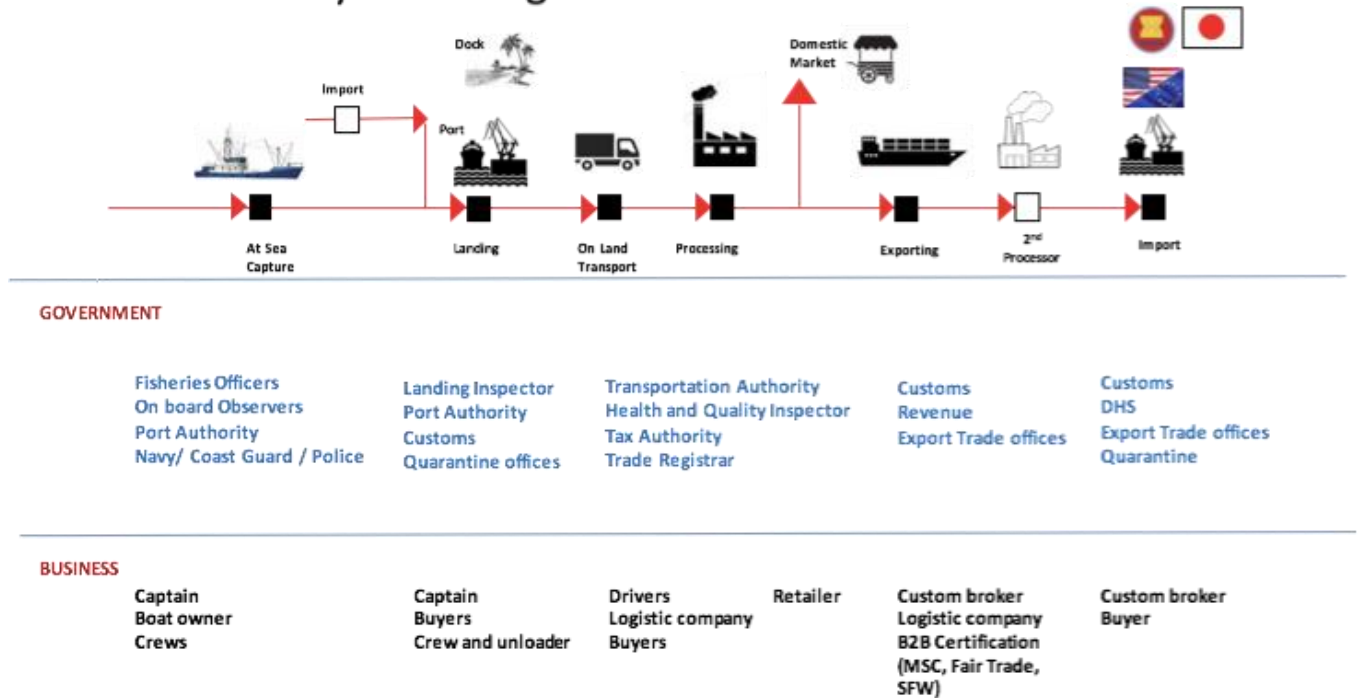 Dock
Domestic
Market
Import
Port
At Sea
Capture
Landing
On Land
Transport
Processing
Exporting
2nd
Processor
Import
GOVERNMENT
Fisheries Officers
On board Observers
Port Authority
Navy/ Coast Guard / Police
Landing Inspector
Port Authority
Customs
Quarantine offices
Transportation Authority
Health and Quality Inspector
Tax Authority
Trade Registrar
Customs
Revenue
Export Trade offices
Customs
DHS
Export Trade offices
Quarantine
BUSINESS
Captain
Boat owner
Crews
Captain
Buyers
Crew and unloader
Drivers
Logistic company
Buyers
Retailer
Custom broker
Logistic company
B2B Certification
(MSC, Fair Trade,
SFW)
Custom broker
Buyer